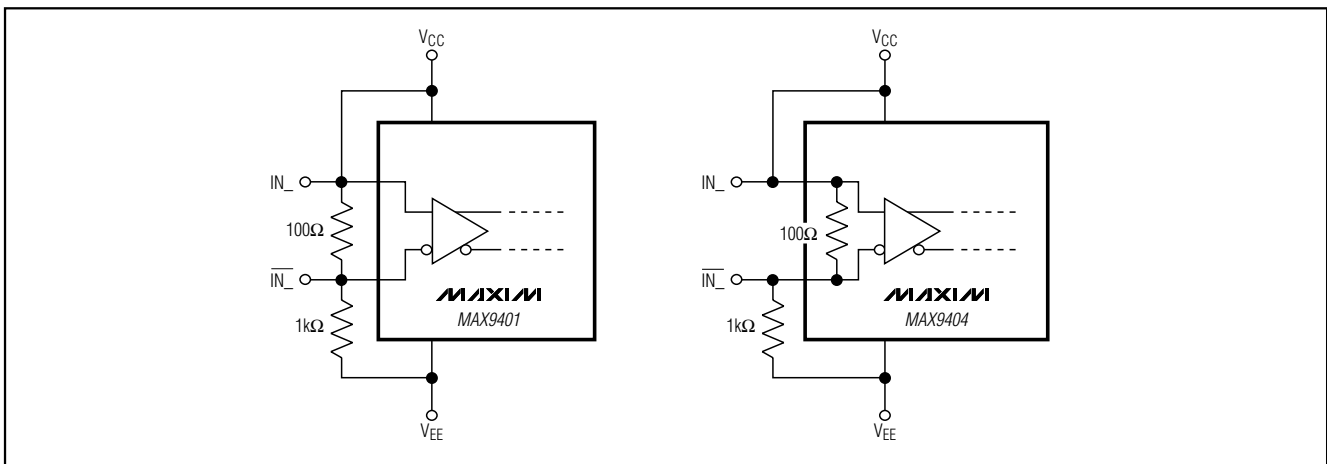 VCC
IN_
100Ω
IN_
1kΩ
MAXIM
MAX9401
VEE
VCC
IN_
100Ω
IN_
1kΩ
MAXIM
MAX9404
VEE